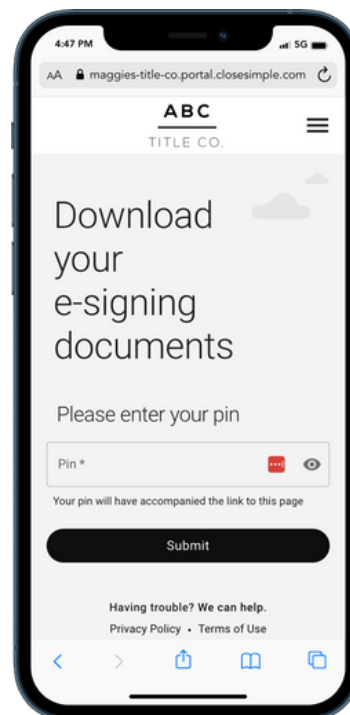 4:47 PM
5G
AA maggies-title-co.portal.closesimple.com
ABC
TITLE CO.
Download
your
e-signing
documents
Please enter your pin
Pin *
Your pin will have accompanied the link to this page
Submit
Having trouble? We can help.
Privacy Policy • Terms of Use